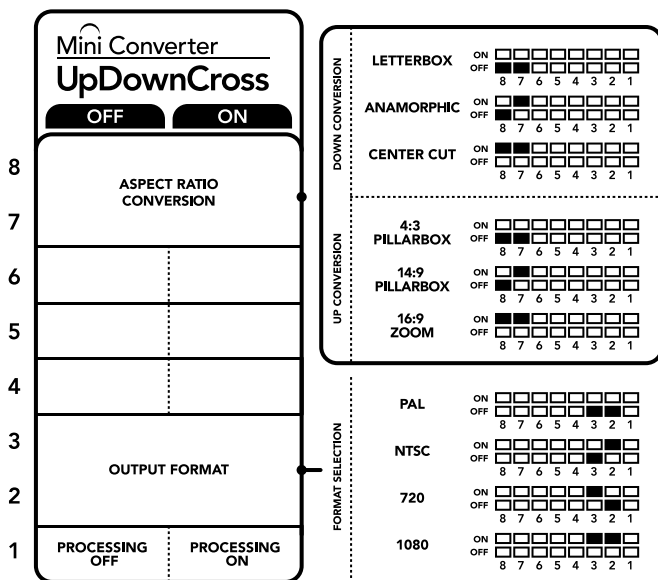 Mini Converter
UpDownCross
OFF ON
8
ASPECT RATIO
CONVERSION
7
6
5
4
3
OUTPUT FORMAT
2
1
PROCESSING
OFF
PROCESSING
ON
DOWN CONVERSION
LETTERBOX
ON
OFF
8 7 6 5 4 3 2 1
ANAMORPHIC
ON
OFF
8 7 6 5 4 3 2 1
CENTER CUT
ON
OFF
8 7 6 5 4 3 2 1
UP CONVERSION
4:3
PILLARBOX
ON
OFF
8 7 6 5 4 3 2 1
14:9
PILLARBOX
ON
OFF
8 7 6 5 4 3 2 1
16:9
ZOOM
ON
OFF
8 7 6 5 4 3 2 1
FORMAT SELECTION
PAL
ON
OFF
8 7 6 5 4 3 2 1
NTSC
ON
OFF
8 7 6 5 4 3 2 1
720
ON
OFF
8 7 6 5 4 3 2 1
1080
ON
OFF
8 7 6 5 4 3 2 1